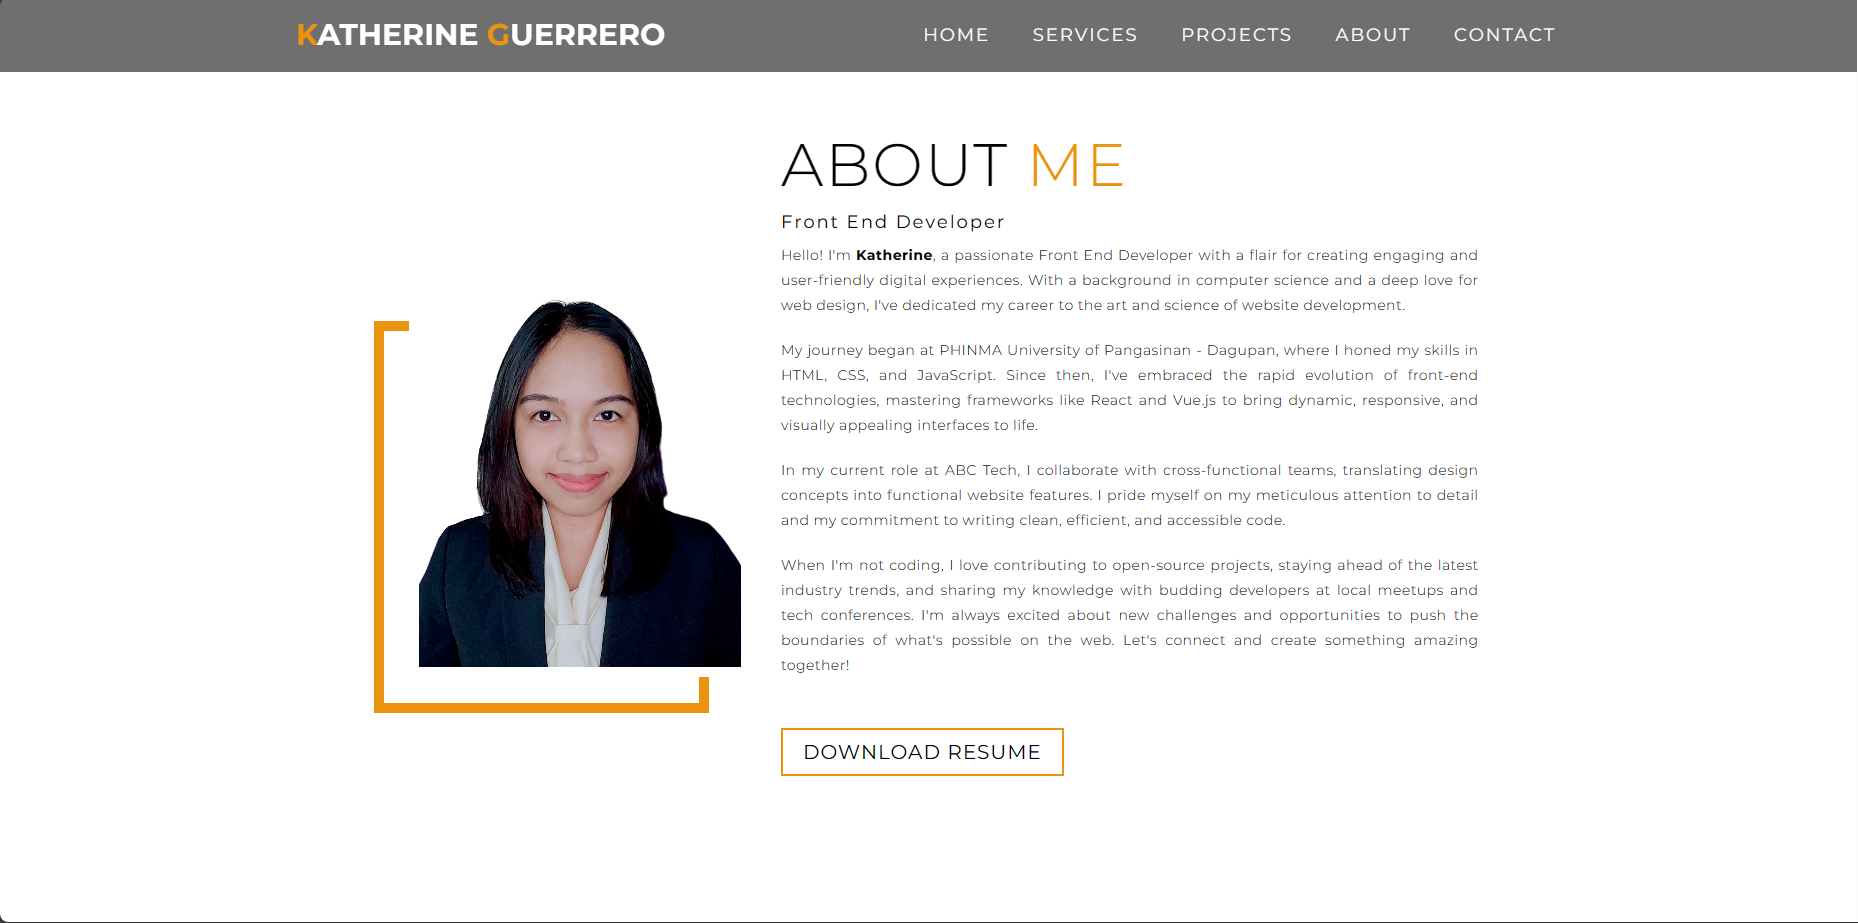 KATHERINE GUERRERO
HOME SERVICES PROJECTS ABOUT CONTACT
ABOUT ME
Front End Developer
Hello! I'm Katherine, a passionate Front End Developer with a flair for creating engaging and
user-friendly digital experiences. With a background in computer science and a deep love for
web design, I've dedicated my career to the art and science of website development.
My journey began at PHINMA University of Pangasinan - Dagupan, where I honed my skills in
HTML, CSS, and JavaScript. Since then, I've embraced the rapid evolution of front-end
technologies, mastering frameworks like React and Vue.js to bring dynamic, responsive, and
visually appealing interfaces to life.
In my current role at ABC Tech, I collaborate with cross-functional teams, translating design
concepts into functional website features. I pride myself on my meticulous attention to detail
and my commitment to writing clean, efficient, and accessible code.
When I'm not coding, I love contributing to open-source projects, staying ahead of the latest
industry trends, and sharing my knowledge with budding developers at local meetups and
tech conferences. I'm always excited about new challenges and opportunities to push the
boundaries of what's possible on the web. Let's connect and create something amazing
together!
DOWNLOAD RESUME